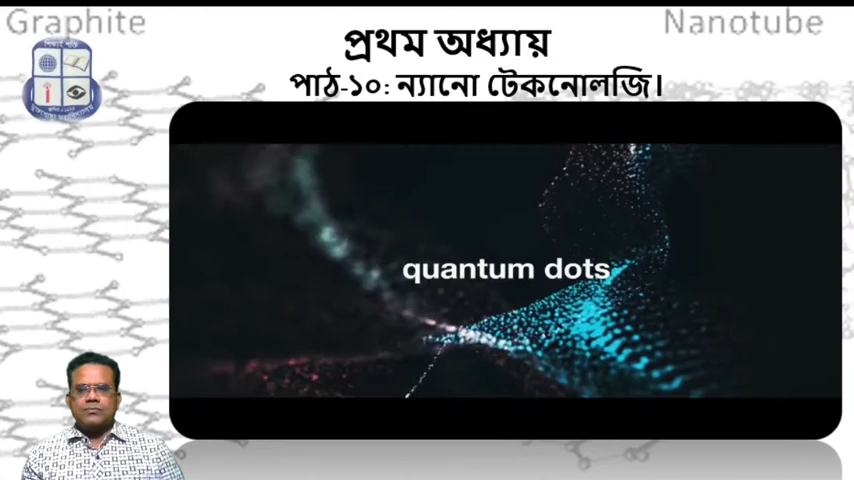 Graphite
Nanotube
প্রথম অধ্যায়
পাঠ-১০: ন্যানো টেকনোলজি।
quantum dots